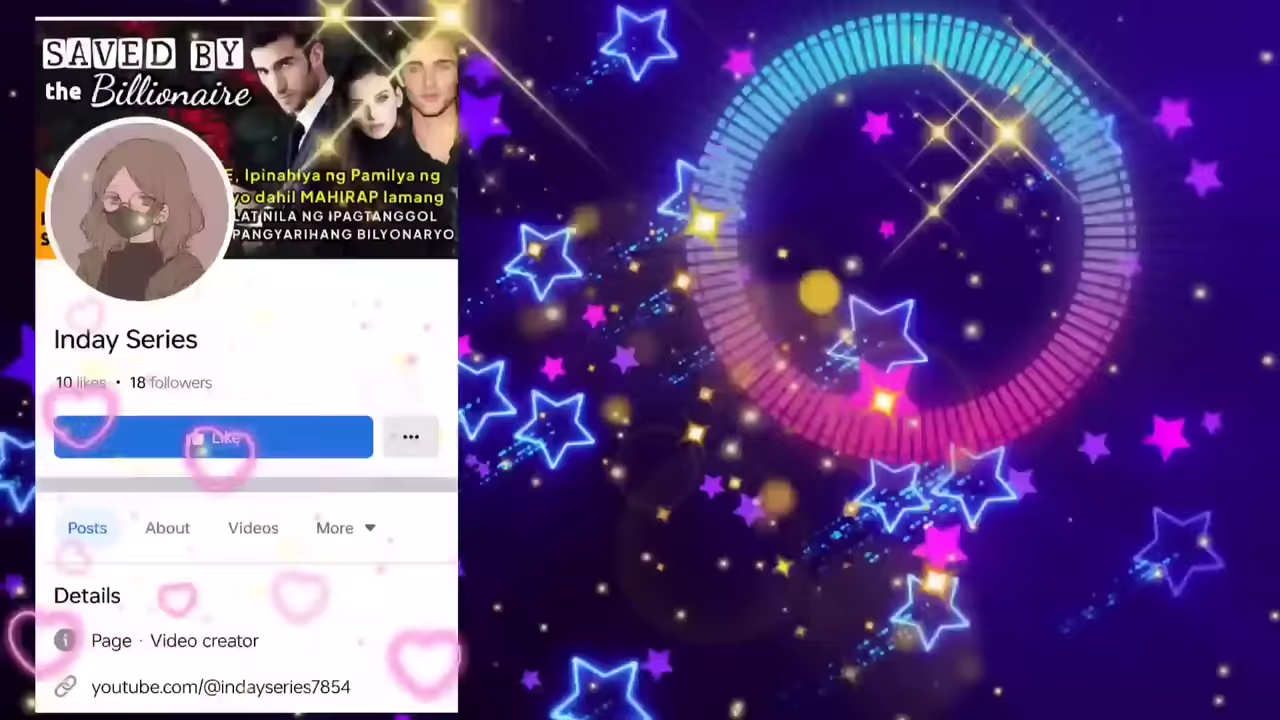 SAVED BY
the Billionaire
E, Ipinahiya ng Pamilya ng
yo dahil MAHIRAP lamang
LAT NILA NG IPAGTANGGOL
PANGYARIHANG BILYONARYO
Inday Series
10 likes • 18 followers
Like
Posts About Videos More
Details
Page · Video creator
youtube.com/@indayseries7854